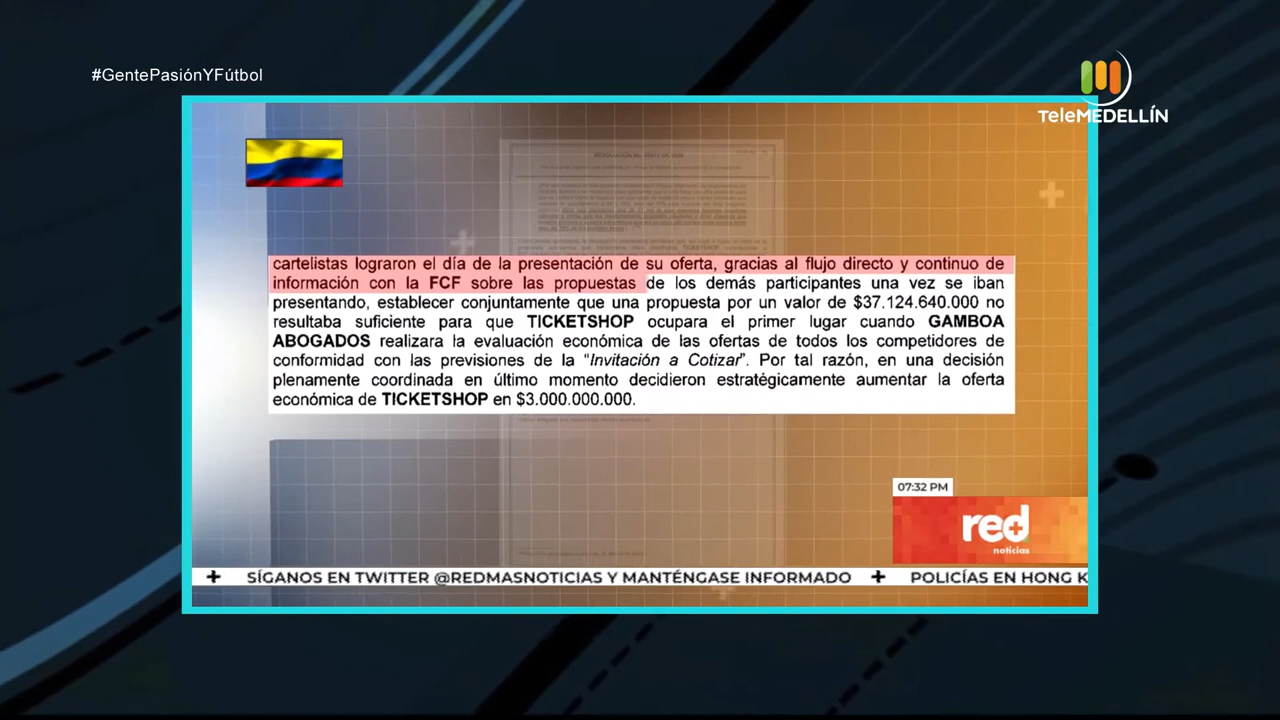 #GentePasiónYFútbol
TeleMEDELLÍN
cartelistas lograron el día de la presentación de su oferta, gracias al flujo directo y continuo de
información con la FCF sobre las propuestas de los demás participantes una vez se iban
presentando, establecer conjuntamente que una propuesta por un valor de $37.124.640.000 no
resultaba suficiente para que TICKETSHOP ocupara el primer lugar cuando GAMBOA
ABOGADOS realizara la evaluación económica de las ofertas de todos los competidores de
conformidad con las previsiones de la “Invitación a Cotizar”. Por tal razón, en una decisión
plenamente coordinada en último momento decidieron estratégicamente aumentar la oferta
económica de TICKETSHOP en $3.000.000.000.
07:32 PM
red
noticias
SÍGANOS EN TWITTER @REDMASNOTICIAS Y MANTÉNGASE INFORMADO + POLICÍAS EN HONG K